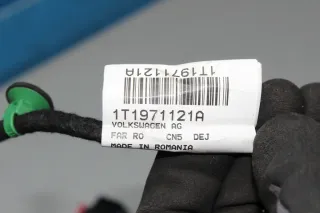 1T1971121A
1T1971121A
VOLKSWAGEN AG
FAR RO CN5 DEJ
MADE IN ROMANIA